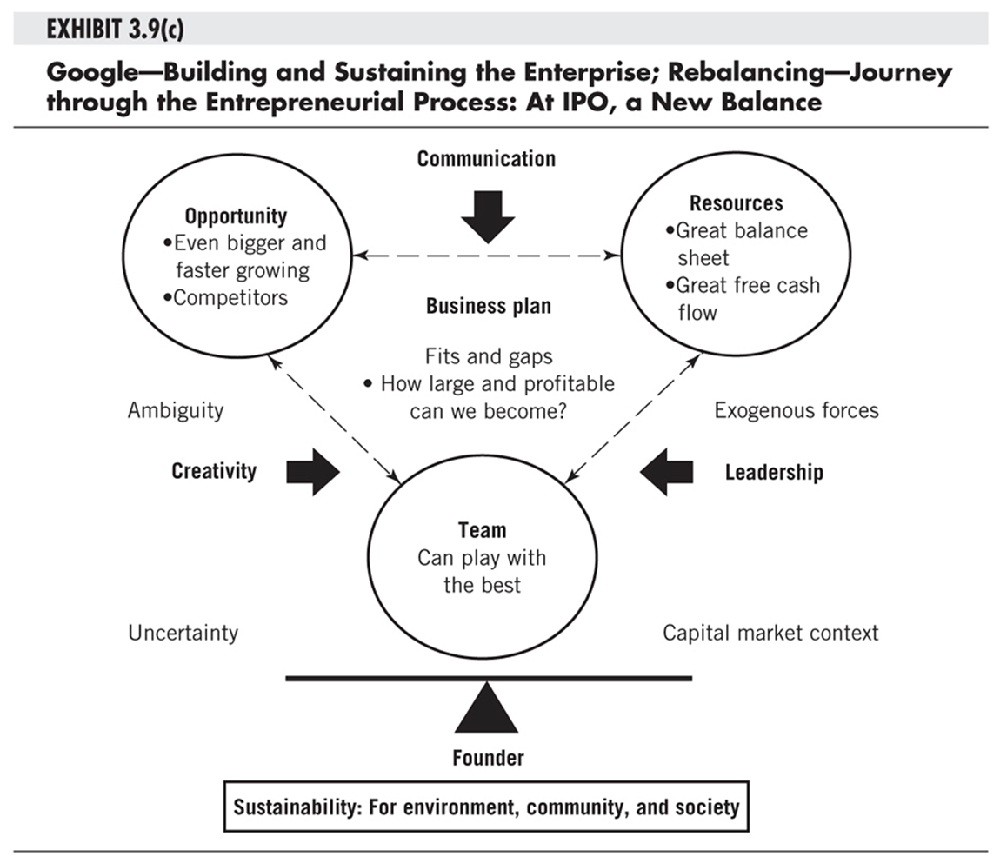 EXHIBIT 3.9(c)
Google—Building and Sustaining the Enterprise; Rebalancing—Journey
through the Entrepreneurial Process: At IPO, a New Balance
Communication
Opportunity
•Even bigger and
faster growing
•Competitors
Resources
•Great balance
sheet
•Great free cash
flow
Business plan
Fits and gaps
• How large and profitable
can we become?
Ambiguity
Exogenous forces
Creativity
Leadership
Team
Can play with
the best
Uncertainty
Capital market context
Founder
Sustainability: For environment, community, and society